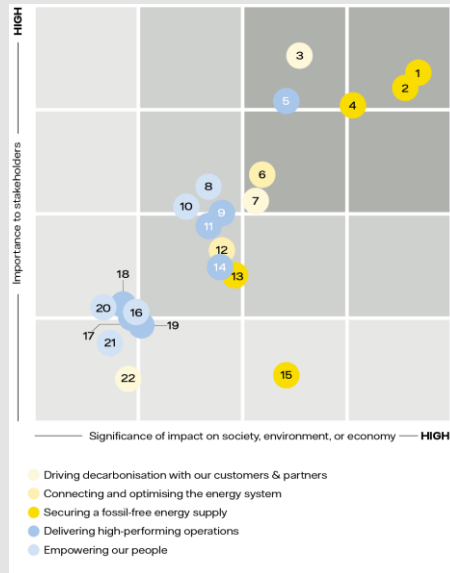 HIGH
Importance to stakeholders
3
1
2
5
4
6
8
7
10
9
11
12
14
13
18
20
16
17
19
21
15
22
Significance of impact on society, environment, or economy HIGH
Driving decarbonisation with our customers & partners
Connecting and optimising the energy system
Securing a fossil-free energy supply
Delivering high-performing operations
Empowering our people